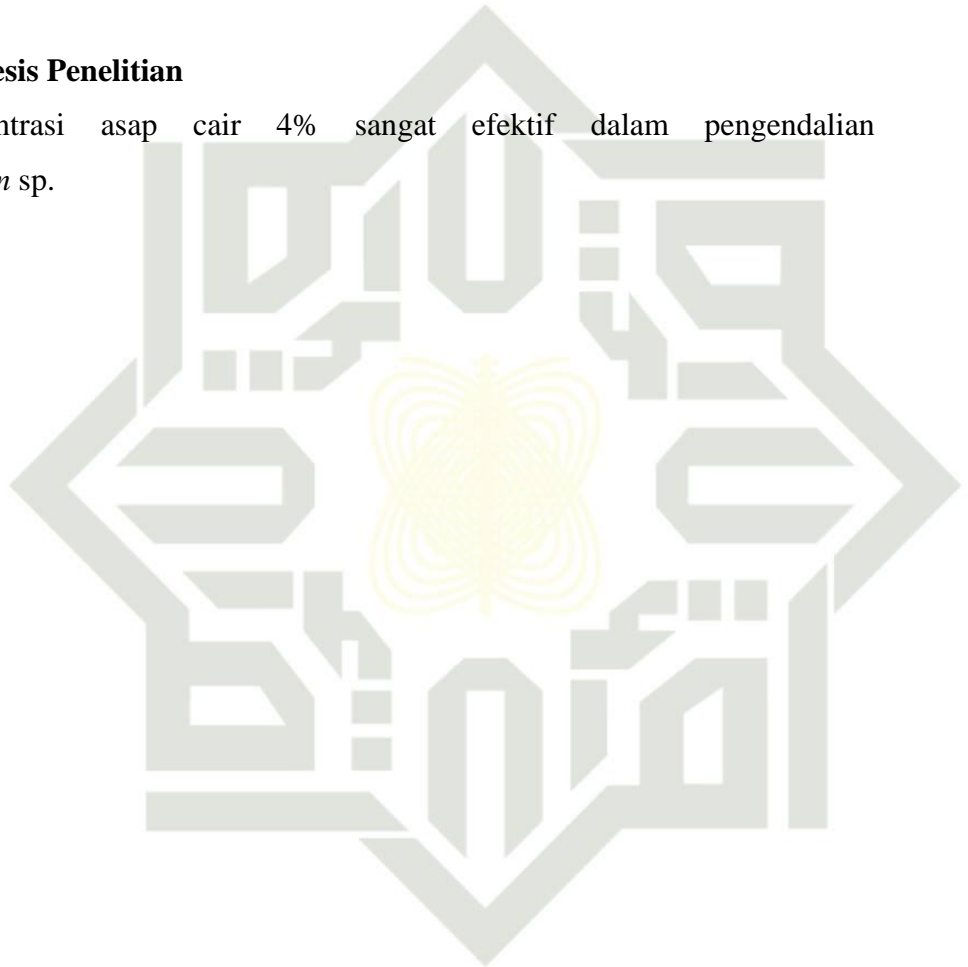 esis Penelitian
ntrasi asap cair 4% sangat efektif dalam pengendalian
n sp.